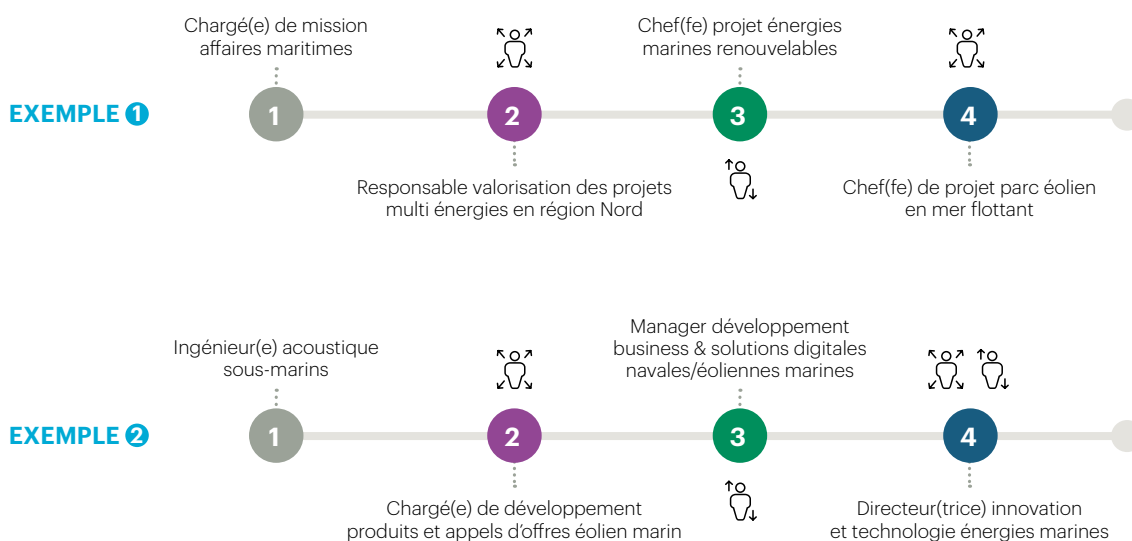 Chargé(e) de mission
affaires maritimes
Chef(fe) projet énergies
marines renouvelables
EXEMPLE 1
1
2
3
4
Responsable valorisation des projets
multi énergies en région Nord
Chef(fe) de projet parc éolien
en mer flottant
Ingénieur(e) acoustique
sous-marins
Manager développement
business & solutions digitales
navales/éoliennes marines
EXEMPLE 2
1
2
3
4
Chargé(e) de développement
produits et appels d'offres éolien marin
Directeur(trice) innovation
et technologie énergies marines